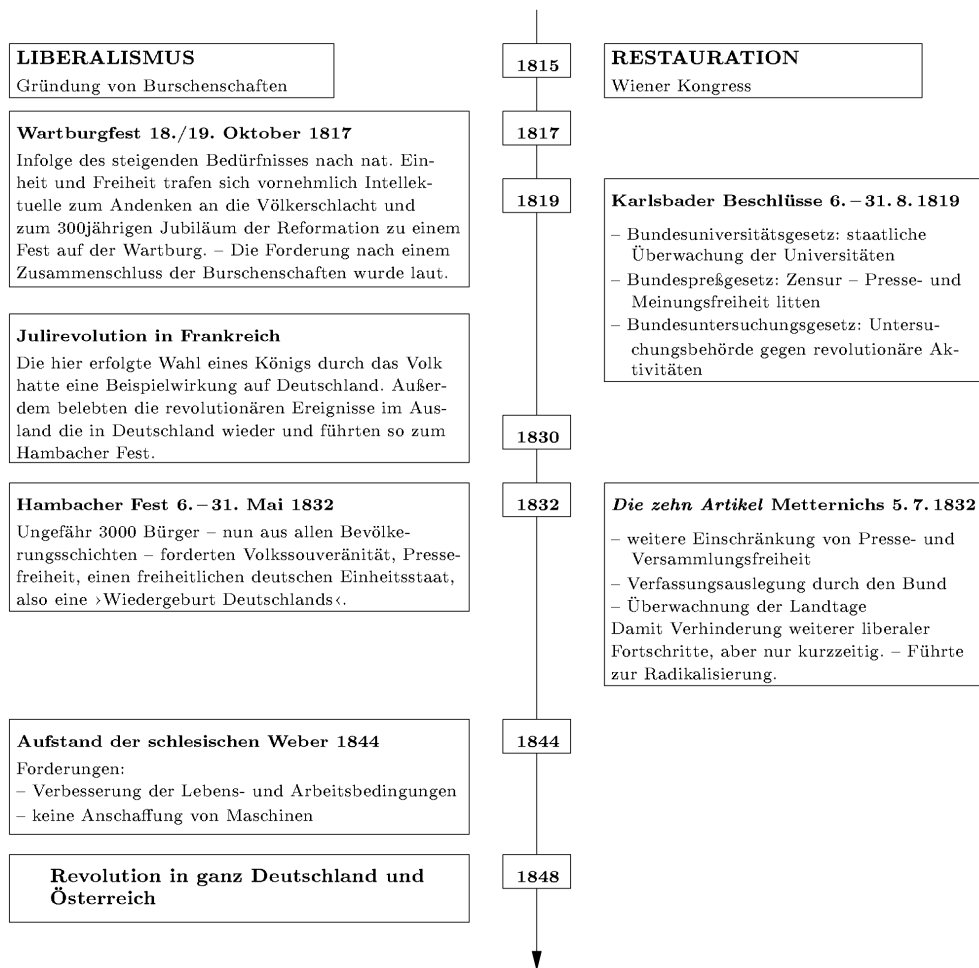 LIBERALISMUS
Gründung von Burschenschaften
1815
RESTAURATION
Wiener Kongress
Wartburgfest 18./19. Oktober 1817
Infolge des steigenden Bedürfnisses nach nat. Ein-
heit und Freiheit trafen sich vornehmlich Intellek-
tuelle zum Andenken an die Völkerschlacht und
zum 300jährigen Jubiläum der Reformation zu einem
Fest auf der Wartburg. – Die Forderung nach einem
Zusammenschluss der Burschenschaften wurde laut.
1817
1819
Karlsbader Beschlüsse 6.–31. 8. 1819
– Bundesuniversitätsgesetz: staatliche
Überwachung der Universitäten
– Bundespreßgesetz: Zensur – Presse- und
Meinungsfreiheit litten
– Bundesuntersuchungsgesetz: Untersu-
chungsbehörde gegen revolutionäre Ak-
tivitäten
Julirevolution in Frankreich
Die hier erfolgte Wahl eines Königs durch das Volk
hatte eine Beispielwirkung auf Deutschland. Außer-
dem belebten die revolutionären Ereignisse im Aus-
land die in Deutschland wieder und führten so zum
Hambacher Fest.
1830
Hambacher Fest 6.–31. Mai 1832
Ungefähr 3000 Bürger – nun aus allen Bevölke-
rungsschichten – forderten Volkssouveränität, Presse-
freiheit, einen freiheitlichen deutschen Einheitsstaat,
also eine ›Wiedergeburt Deutschlands‹.
1832
Die zehn Artikel Metternichs 5. 7. 1832
– weitere Einschränkung von Presse- und
Versammlungsfreiheit
– Verfassungsauslegung durch den Bund
– Überwachnung der Landtage
Damit Verhinderung weiterer liberaler
Fortschritte, aber nur kurzzeitig. – Führte
zur Radikalisierung.
Aufstand der schlesischen Weber 1844
Forderungen:
– Verbesserung der Lebens- und Arbeitsbedingungen
– keine Anschaffung von Maschinen
1844
Revolution in ganz Deutschland und
Österreich
1848